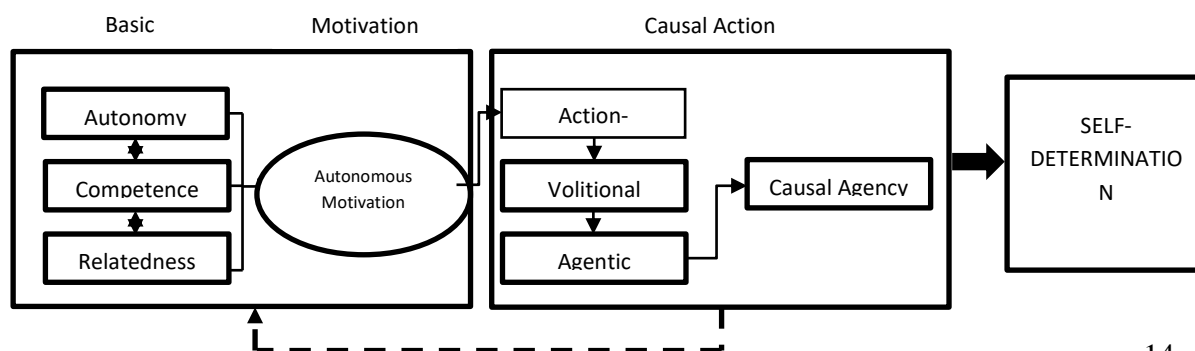 Basic
Motivation
Causal Action
Autonomy
Competence
Relatedness
Autonomous
Motivation
Action-
Volitional
Agentic
Causal Agency
SELF-
DETERMINATIO
N
14